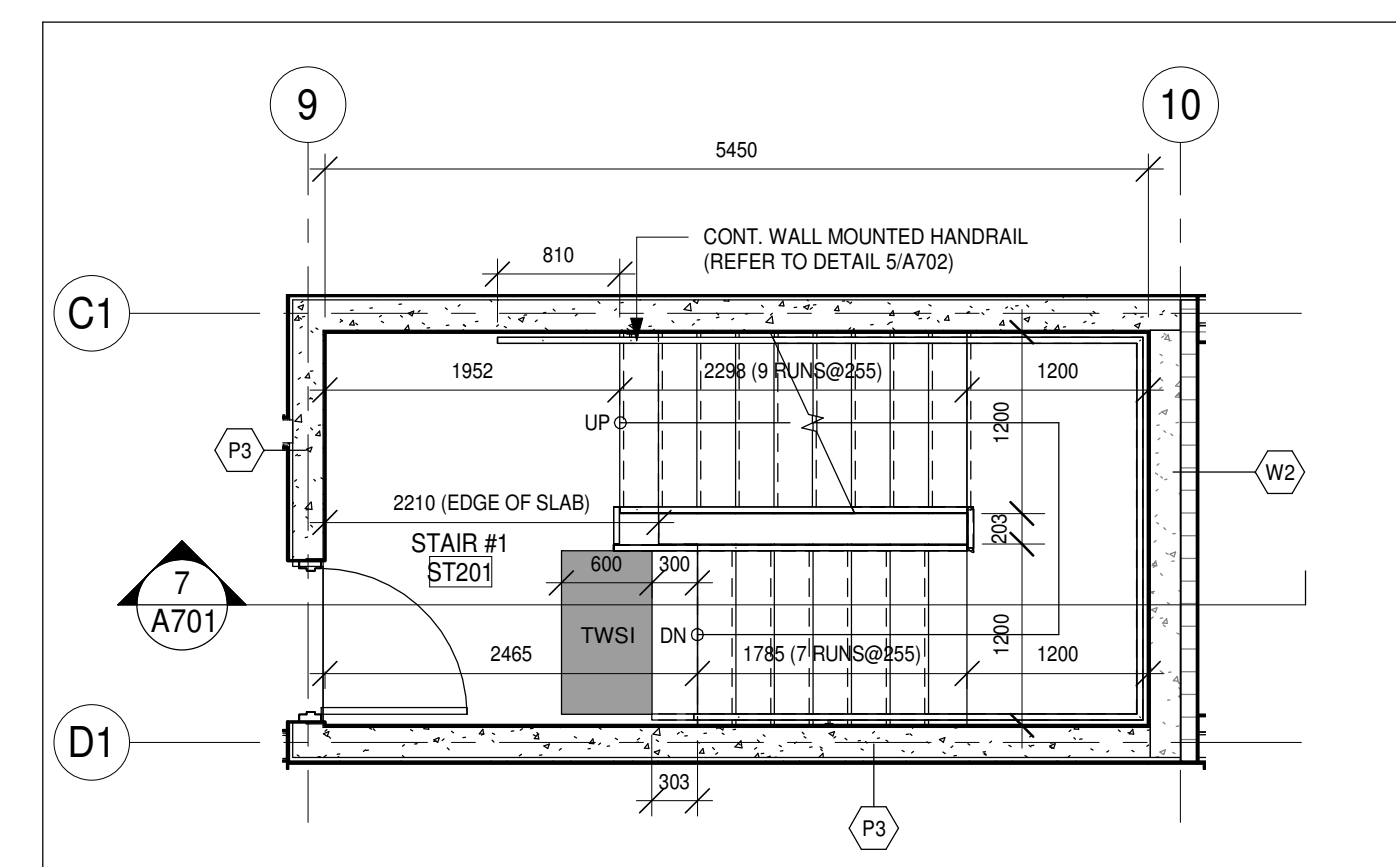 9
10
5450
CONT. WALL MOUNTED HANDRAIL
(REFER TO DETAIL 5/A702)
810
C1
1952
2298 (9 RUNS@255)
1200
UP
1200
P3
W2
2210 (EDGE OF SLAB)
203
STAIR #1
ST201
600
300
7
A701
TWSI
DN
1200
2465
1785 (7 RUNS@255)
1200
D1
303
P3